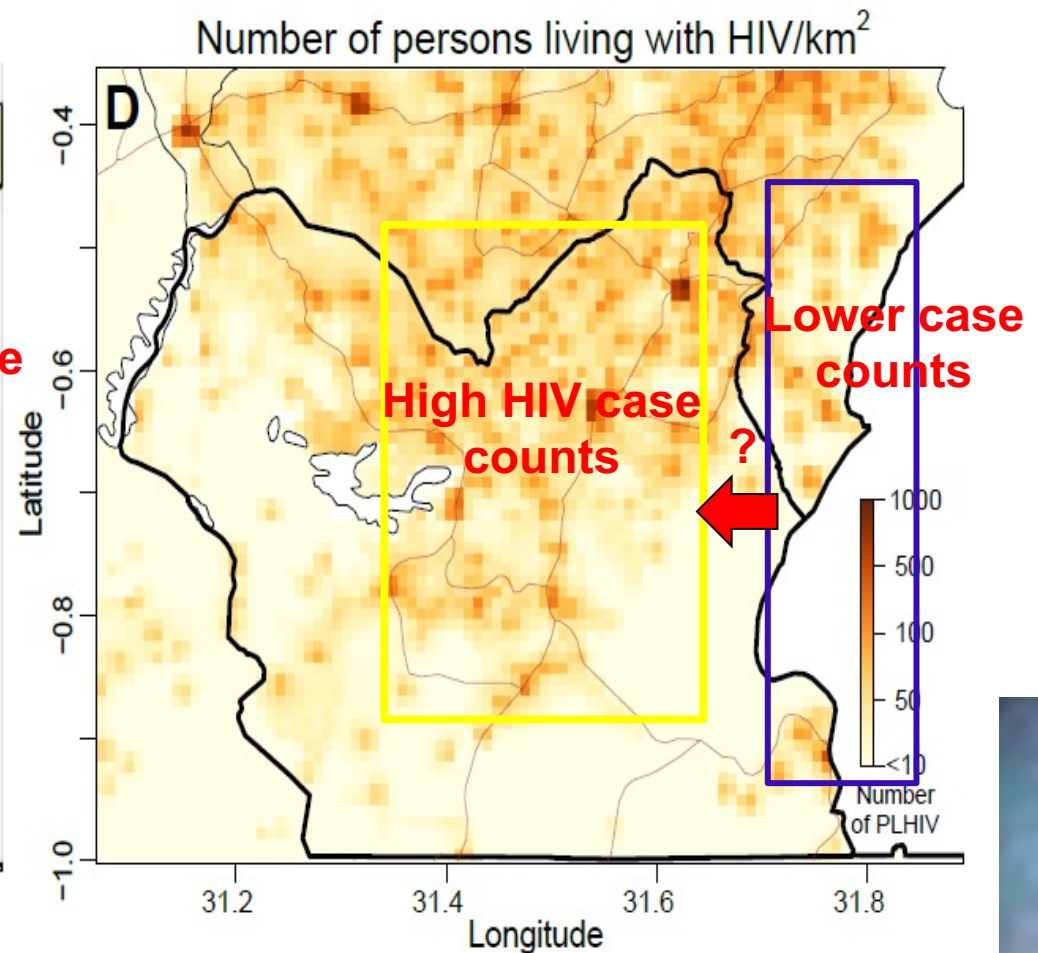 Number of persons living with HIV/km²
D
-0.4
-0.6
-0.8
-1.0
Latitude
e
High HIV case
counts
?
Lower case
counts
1000
500
100
50
<10
Number
of PLHIV
31.2
31.4
31.6
31.8
Longitude